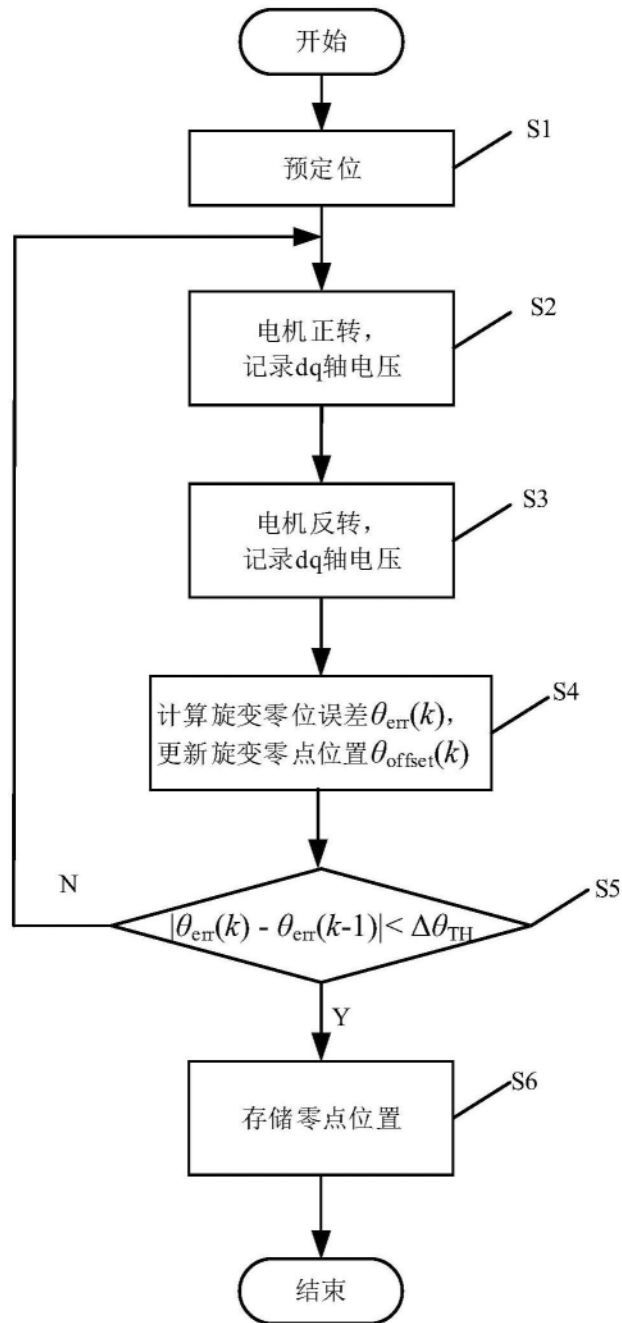 开始
S1
预定位
S2
电机正转，
记录dq轴电压
S3
电机反转，
记录dq轴电压
S4
计算旋变零位误差θerr(k)，
更新旋变零点位置θoffset(k)
N
S5
|θerr(k) - θerr(k-1)|< ΔθTH
Y
S6
存储零点位置
结束